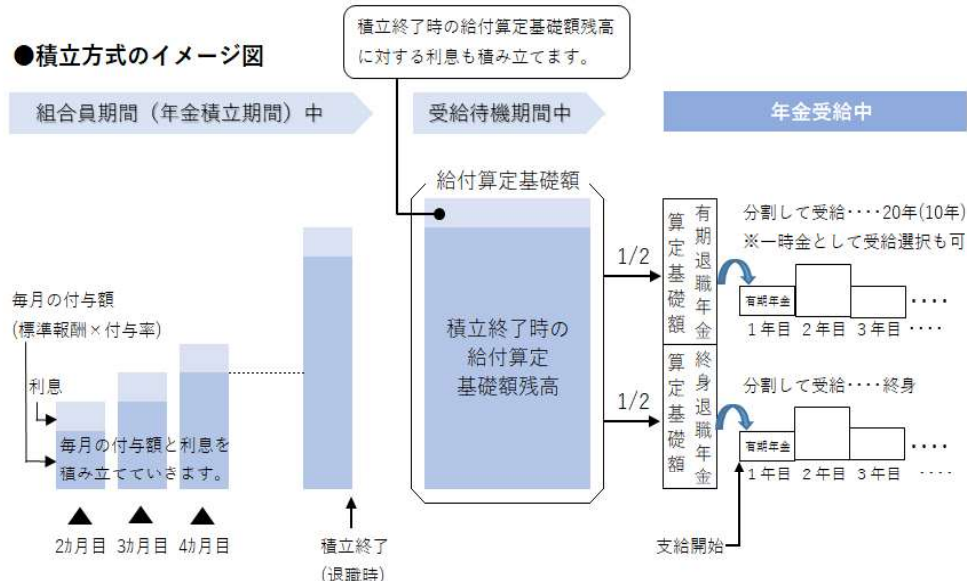 ●積立方式のイメージ図
積立終了時の給付算定基礎額残高
に対する利息も積み立てます。
組合員期間（年金積立期間）中
受給待機期間中
年金受給中
毎月の付与額
(標準報酬×付与率)
利息
毎月の付与額と利息を
積み立てていきます。
2カ月目 3カ月目 4カ月目
積立終了
(退職時)
給付算定基礎額
積立終了時の
給付算定
基礎額残高
1/2
1/2
有期退職年金
算定基礎額
終身退職年金
算定基礎額
分割して受給‥‥20年(10年)
※一時金として受給選択も可
有期年金
‥‥
1年目 2年目 3年目 ‥‥
分割して受給‥‥終身
有期年金
‥‥
1年目 2年目 3年目 ‥‥
支給開始